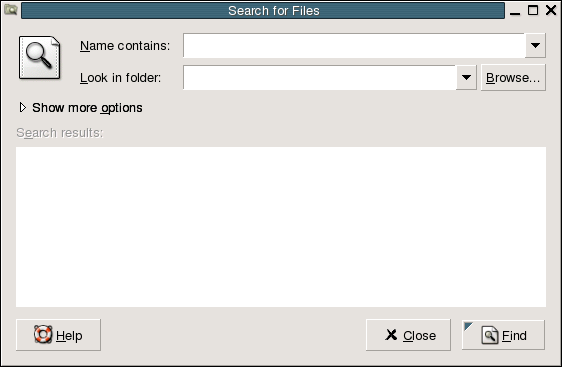 Search for Files
Name contains:
Look in folder:
Browse...
Show more options
Search results:
Help
Close
Find